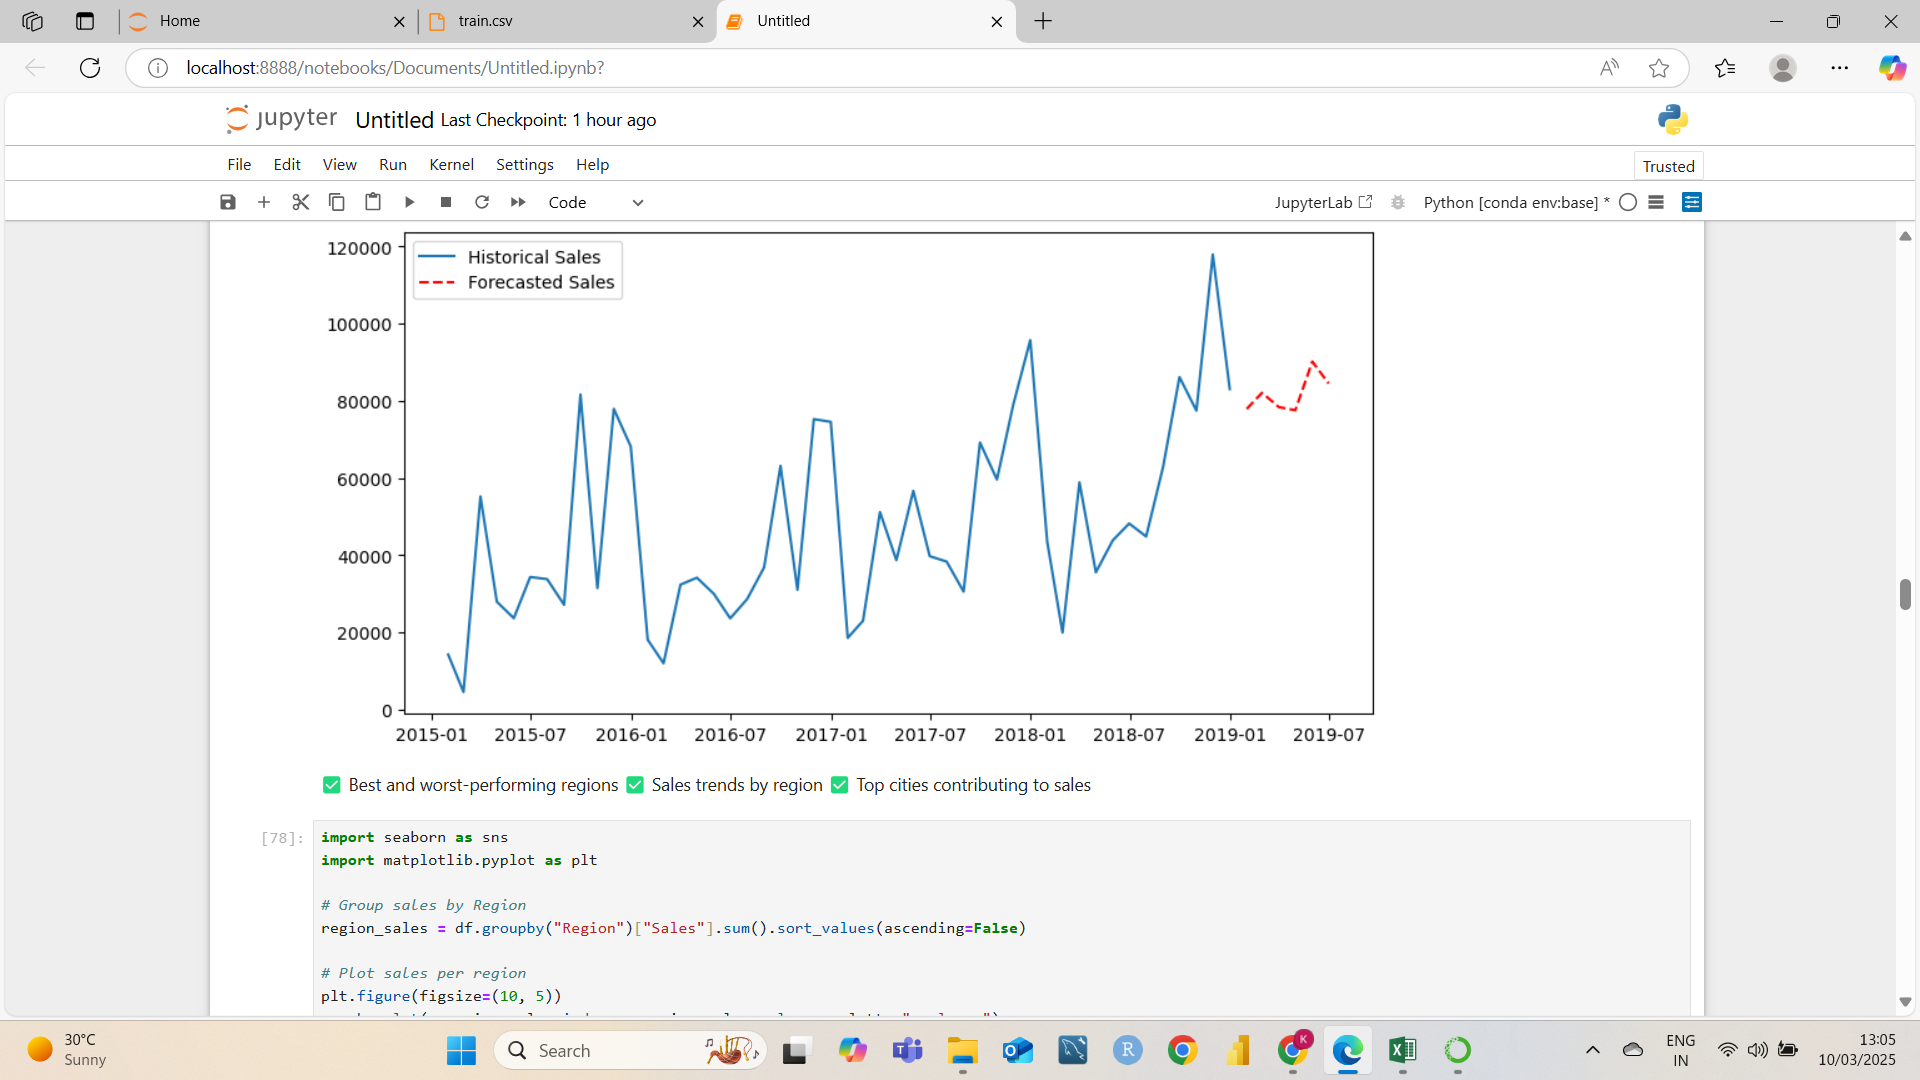 Home
train.csv
Untitled
localhost:8888/notebooks/Documents/Untitled.ipynb?
jupyter Untitled Last Checkpoint: 1 hour ago
File Edit View Run Kernel Settings Help
Trusted
Code
JupyterLab
Python [conda env:base] *
120000
100000
80000
60000
40000
20000
0
Historical Sales
Forecasted Sales
2015-01 2015-07 2016-01 2016-07 2017-01 2017-07 2018-01 2018-07 2019-01 2019-07
✅ Best and worst-performing regions ✅ Sales trends by region ✅ Top cities contributing to sales
[78]:
import seaborn as sns
import matplotlib.pyplot as plt
# Group sales by Region
region_sales = df.groupby("Region")["Sales"].sum().sort_values(ascending=False)
# Plot sales per region
plt.figure(figsize=(10, 5))
30°C
Sunny
Search
K
ENG
IN
13:05
10/03/2025